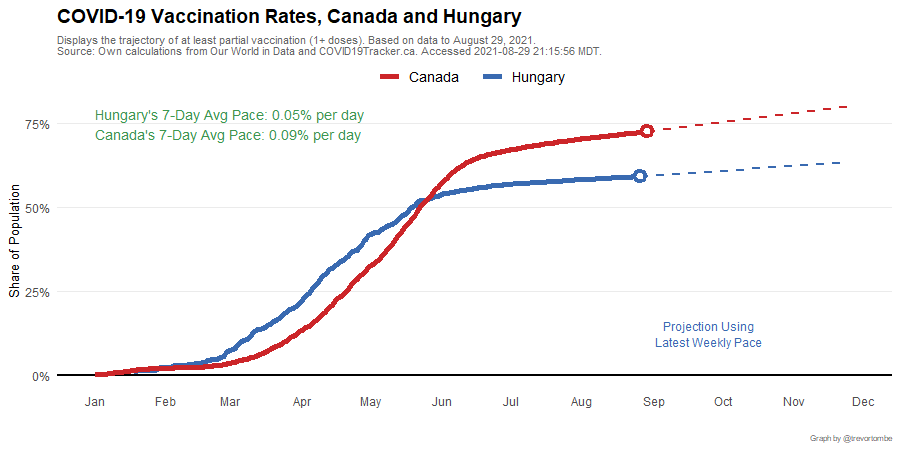 COVID-19 Vaccination Rates, Canada and Hungary
Displays the trajectory of at least partial vaccination (1+ doses). Based on data to August 29, 2021.
Source: Own calculations from Our World in Data and COVID19Tracker.ca. Accessed 2021-08-29 21:15:56 MDT.
Canada Hungary
Hungary's 7-Day Avg Pace: 0.05% per day
Canada's 7-Day Avg Pace: 0.09% per day
75%
50%
25%
0%
Share of Population
Projection Using
Latest Weekly Pace
Jan Feb Mar Apr May Jun Jul Aug Sep Oct Nov Dec
Graph by @trevortombe